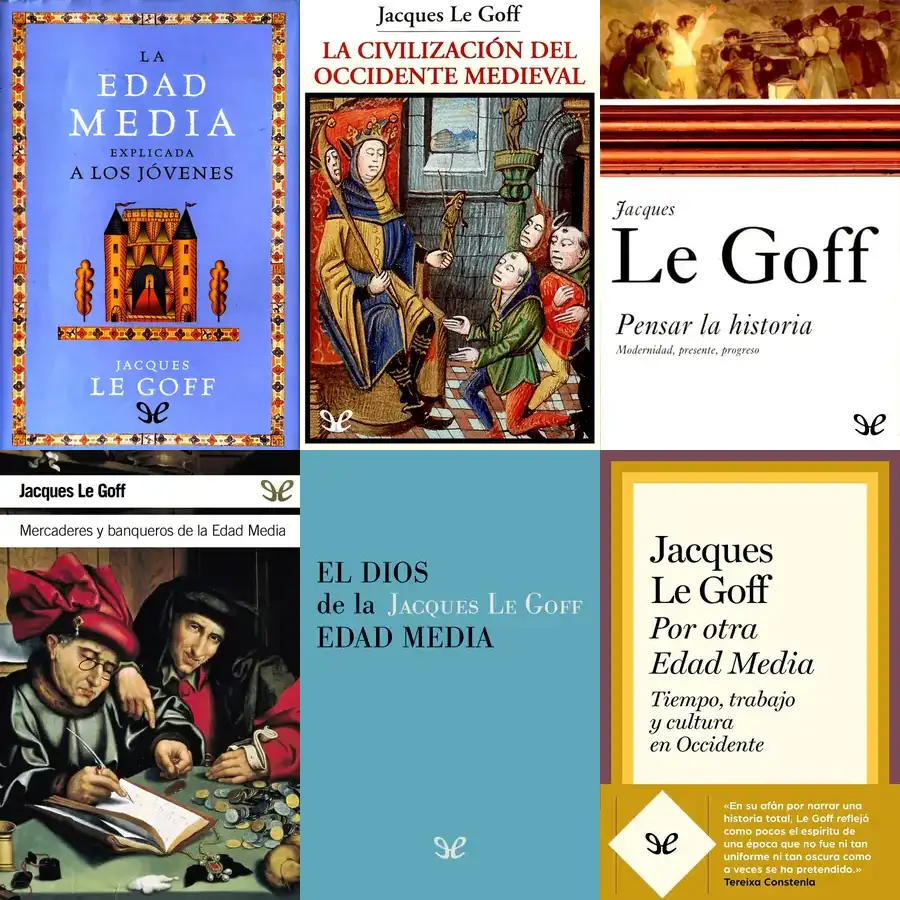 LA
EDAD
MEDIA
EXPLICADA
A LOS JÓVENES
JACQUES
LE GOFF
Jacques Le Goff
LA CIVILIZACIÓN DEL
OCCIDENTE MEDIEVAL
Jacques
Le Goff
Pensar la historia
Modernidad, presente, progreso
Jacques Le Goff
Mercaderes y banqueros de la Edad Media
EL DIOS
de la JACQUES LE GOFF
EDAD MEDIA
Jacques
Le Goff
Por otra
Edad Media
Tiempo, trabajo
y cultura
en Occidente
«En su afán por narrar una
historia total, Le Goff reflejó
como pocos el espíritu de
una época que no fue ni tan
uniforme ni tan oscura como
a veces se ha pretendido.»
Tereixa Constenla